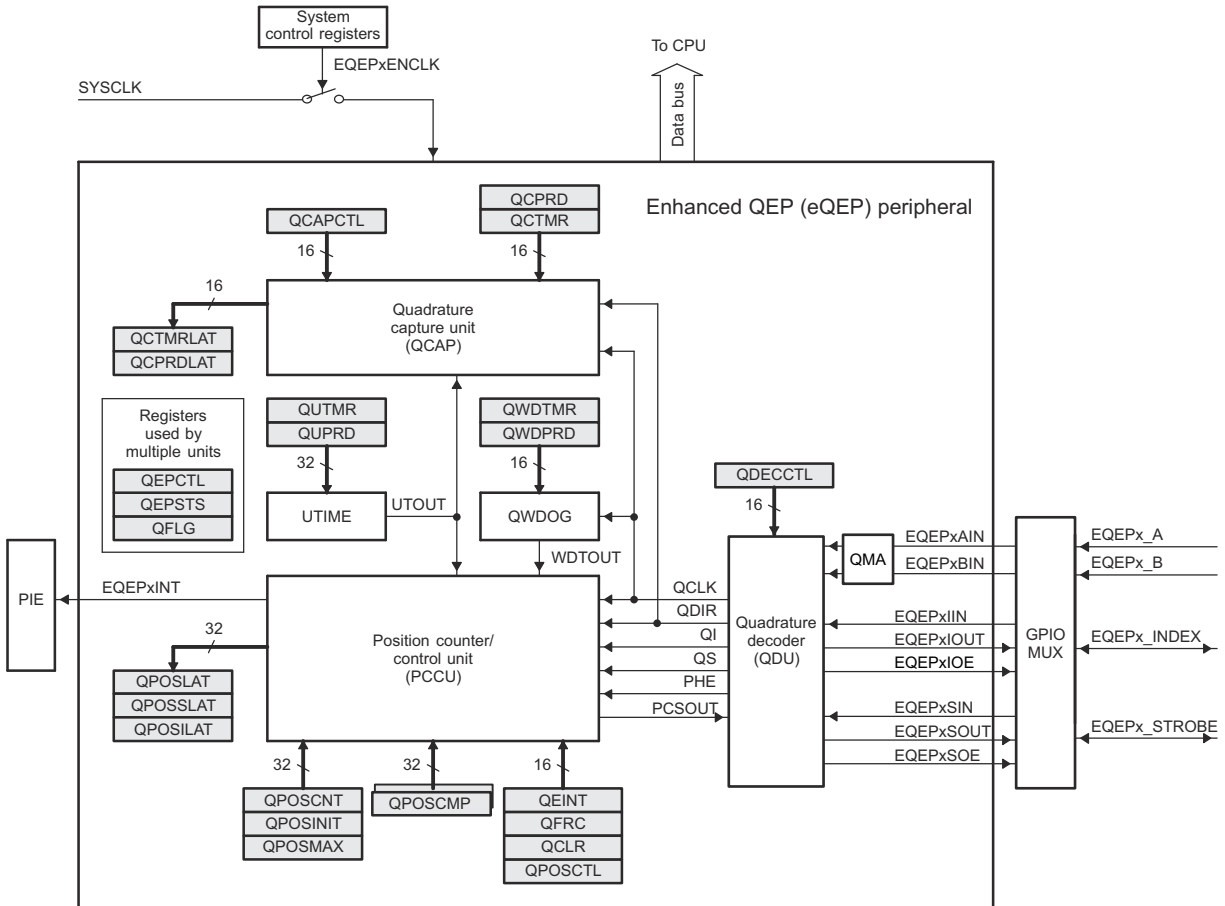 System
control registers
To CPU
EQEPxENCLK
SYSCLK
Data bus
Enhanced QEP (eQEP) peripheral
QCAPCTL
16
QCPRD
QCTMR
16
16
QCTMRLAT
QCPRDLAT
Quadrature
capture unit
(QCAP)
Registers
used by
multiple units
QEPCTL
QEPSTS
QFLG
QUTMR
QUPRD
32
UTIME
UTOUT
QWDTMR
QWDPRD
16
QWDOG
WDTOUT
QDECCTL
16
PIE
EQEPxINT
32
QPOSLAT
QPOSSLAT
QPOSILAT
Position counter/
control unit
(PCCU)
QCLK
QDIR
QI
QS
PHE
PCSOUT
Quadrature
decoder
(QDU)
QMA
EQEPxAIN
EQEPxBIN
EQEPxIIN
EQEPxIOUT
EQEPxIOE
EQEPxSIN
EQEPxSOUT
EQEPxSOE
GPIO
MUX
EQEPx_A
EQEPx_B
EQEPx_INDEX
EQEPx_STROBE
32
QPOSCNT
QPOSINIT
QPOSMAX
32
QPOSCMP
16
QEINT
QFRC
QCLR
QPOSCTL